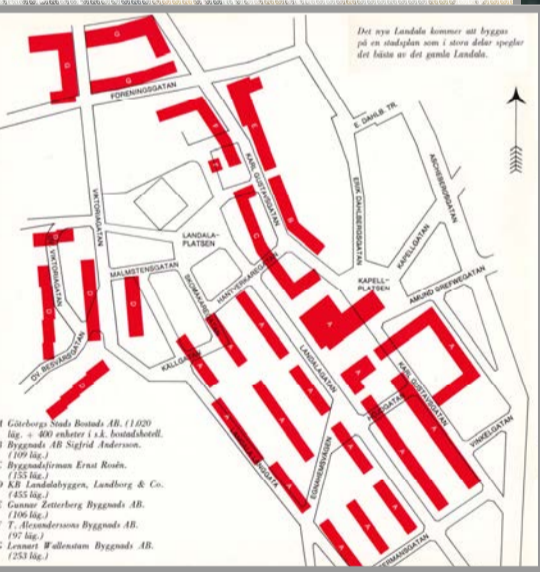 Det nya Landala kommer att byggas
på en stadsplan som i stora delar speglar
det bästa av det gamla Landala.
D
G
G
FÖRENINGSGATAN
E. DAHLB. TR.
F
F
E
KARL GUSTAVSGATAN
ERIK DAHLBERGSGATAN
ASCHEBERGSGATAN
VIKTORIAGATAN
B
C
KAPELLGATAN
LANDALA-
PLATSEN
VIKTORIAGATAN
D
D
D
MALMSTENSGATAN
HANTVERKAREGATAN
KAPELL-
PLATSEN
AMUND GREFWEGATAN
ÖV. BESVÄRSGATAN
KÄLLGATAN
LANDALAGATAN
KARL GUSTAVSGATAN
A
A
A
A
A
A
A
A
D
VINKELGATAN
EGNAHEMSVÄGEN
Göteborgs Stads Bostads AB. (1.020
läg. + 400 enheter i s.k. bostadshotell.
Byggnads AB Sigfrid Andersson.
(109 läg.)
Byggnadsfirman Ernst Rosén.
(155 läg.)
KB Landalabyggen, Lundborg & Co.
(455 läg.)
Gunnar Zetterberg Byggnads AB.
(106 läg.)
T. Alexanderssons Byggnads AB.
(97 läg.)
Lennart Wallenstam Byggnads AB.
(253 läg.)
A
A
A
A
ERMANSGATAN